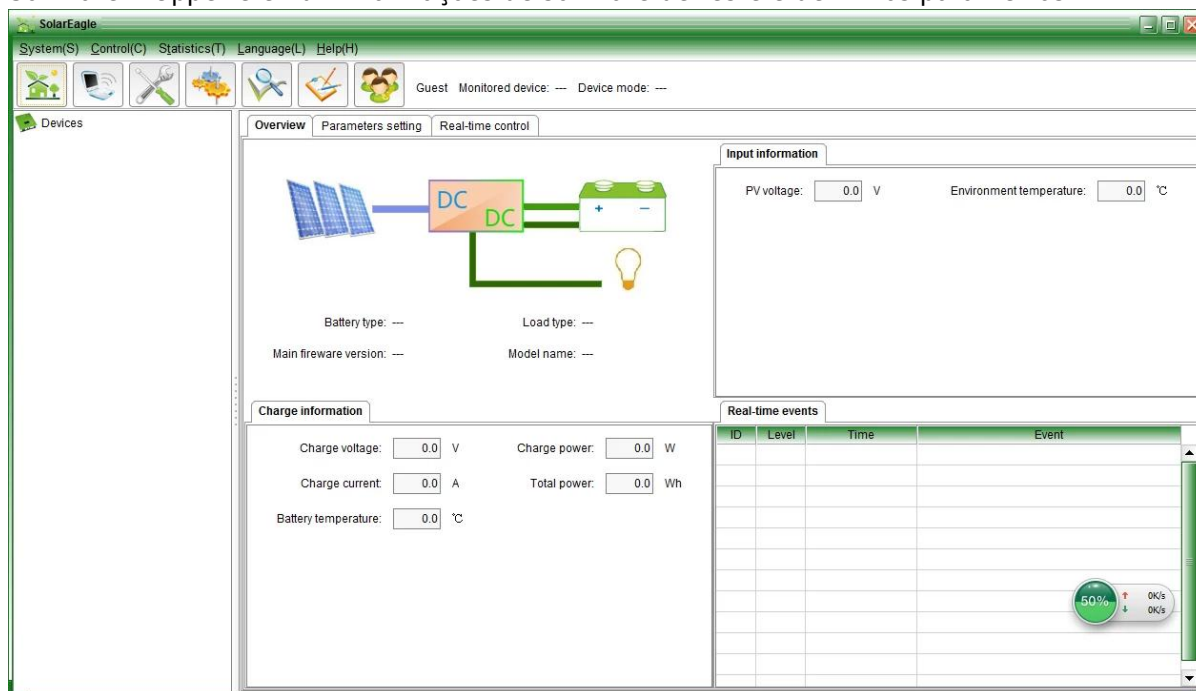 SolarEagle
System(S) Control(C) Statistics(T) Language(L) Help(H)
Guest Monitored device: --- Device mode: ---
Devices
Overview Parameters setting Real-time control
DC
DC
+ −
Battery type: --- Load type: ---
Main fireware version: --- Model name: ---
Input information
PV voltage: 0.0 V Environment temperature: 0.0 ℃
Charge information
Charge voltage: 0.0 V Charge power: 0.0 W
Charge current: 0.0 A Total power: 0.0 Wh
Battery temperature: 0.0 ℃
Real-time events
ID Level Time Event
50% ↑ 0K/s
↓ 0K/s